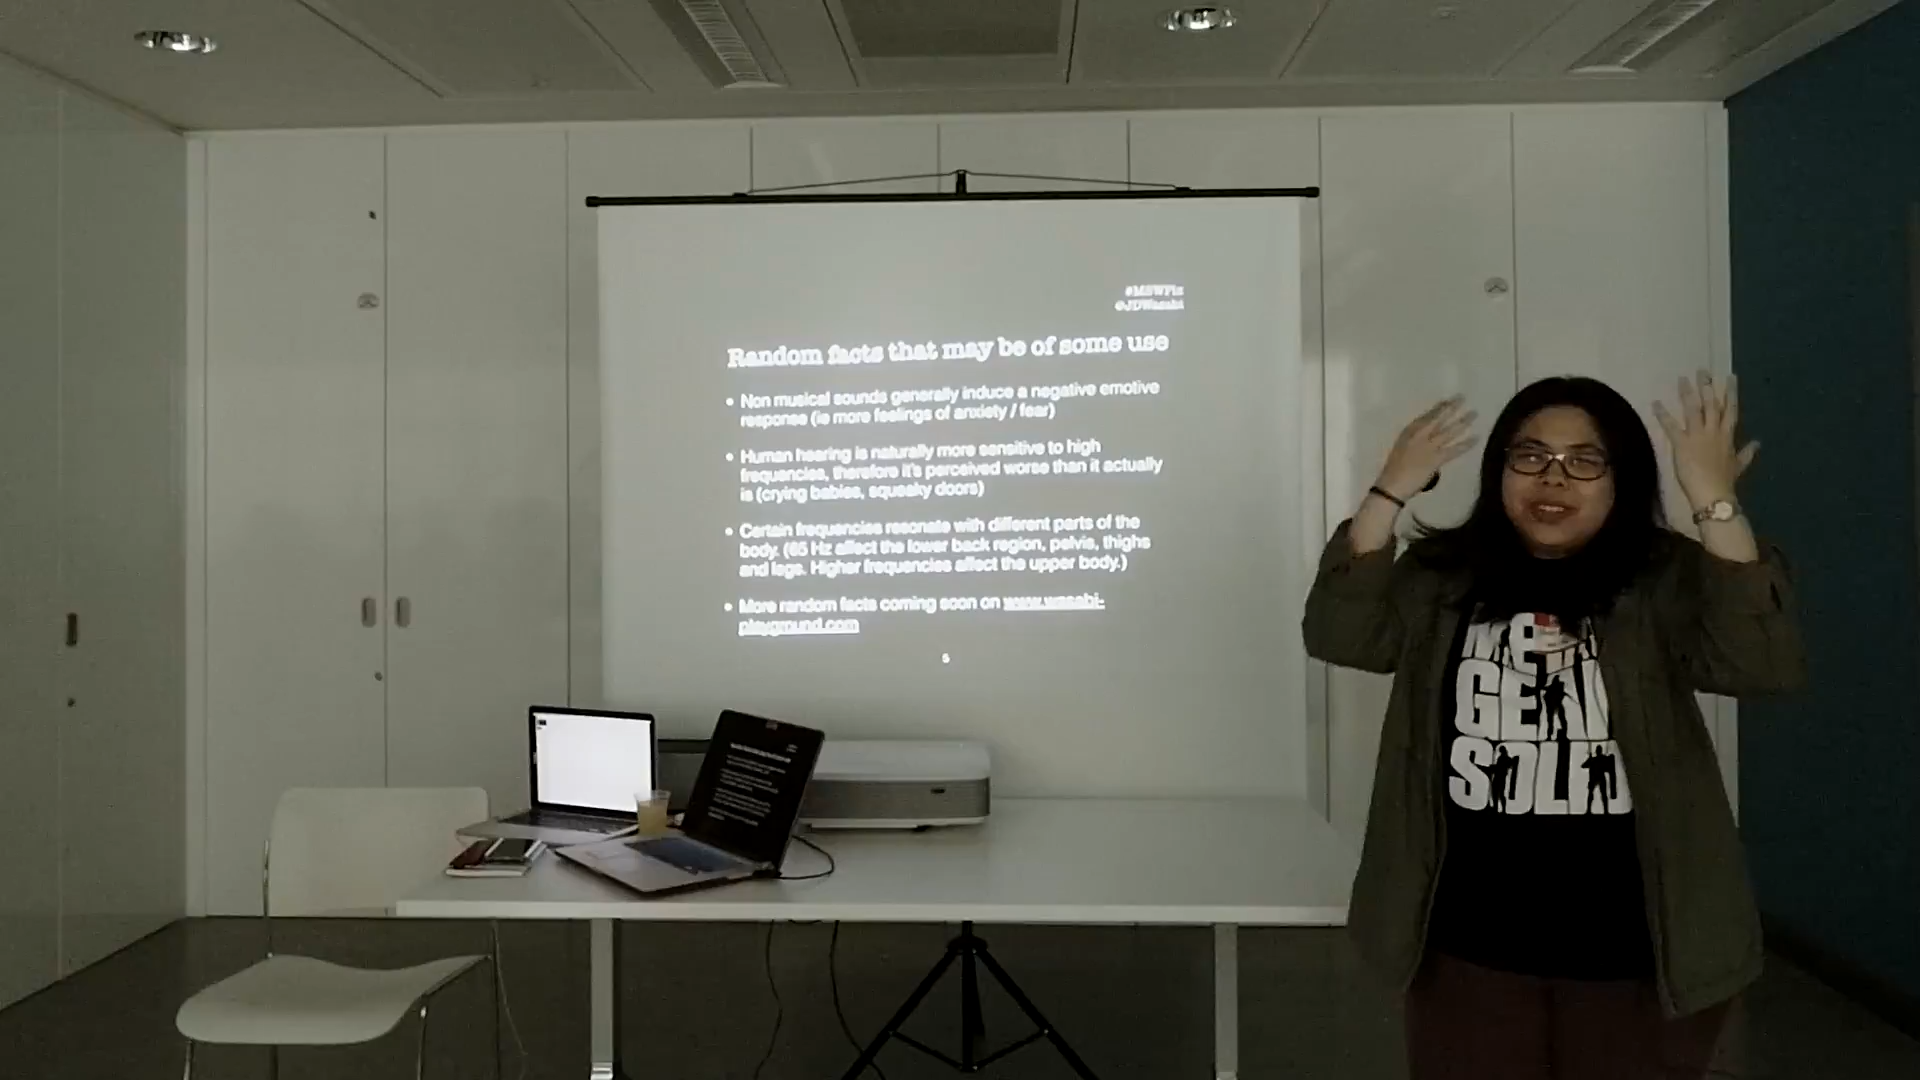 #MSWFix
@JDWasabi
Random facts that may be of some use
• Non musical sounds generally induce a negative emotive
response (ie more feelings of anxiety / fear)
• Human hearing is naturally more sensitive to high
frequencies, therefore it's perceived worse than it actually
is (crying babies, squeaky doors)
• Certain frequencies resonate with different parts of the
body. (65 Hz affect the lower back region, pelvis, thighs
and legs. Higher frequencies affect the upper body.)
• More random facts coming soon on www.wasabi-
playground.com
5
GEAR
SOLID